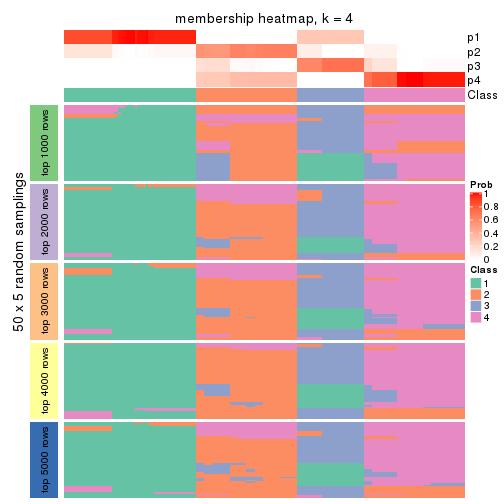 membership heatmap, k = 4
p1
p2
p3
p4
Class
50 x 5 random samplings
top 1000 rows
top 2000 rows
top 3000 rows
top 4000 rows
top 5000 rows
Prob
1
0.8
0.6
0.4
0.2
0
Class
1
2
3
4